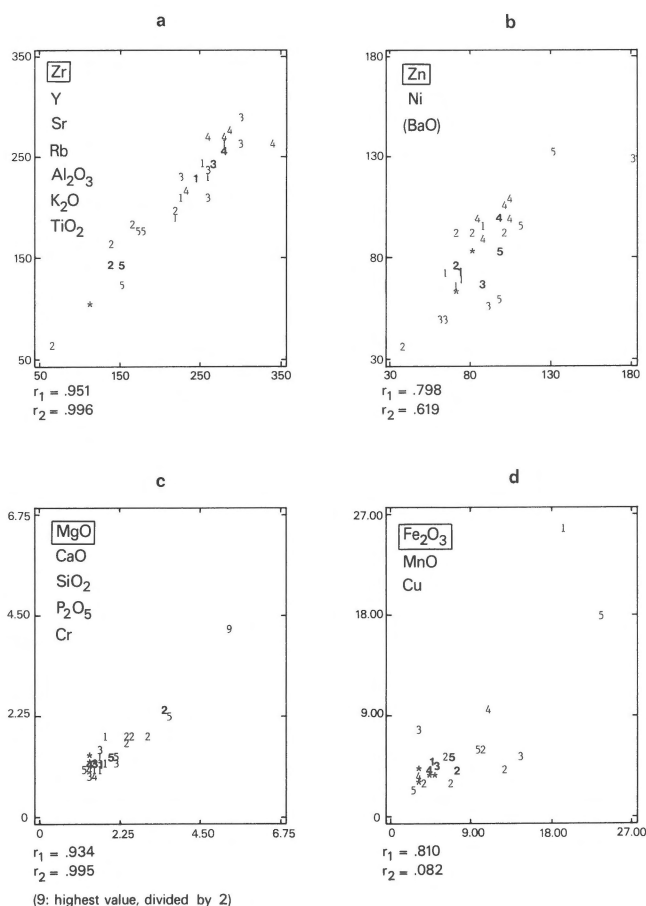 a
350
250
150
50
50 150 250 350
Zr
Y
Sr
Rb
Al2O3
K2O
TiO2
r1 = .951
r2 = .996
b
180
130
80
30
30 80 130 180
Zn
Ni
(BaO)
r1 = .798
r2 = .619
c
6.75
4.50
2.25
0
0 2.25 4.50 6.75
MgO
CaO
SiO2
P2O5
Cr
r1 = .934
r2 = .995
(9: highest value, divided by 2)
d
27.00
18.00
9.00
0
0 9.00 18.00 27.00
Fe2O3
MnO
Cu
r1 = .810
r2 = .082